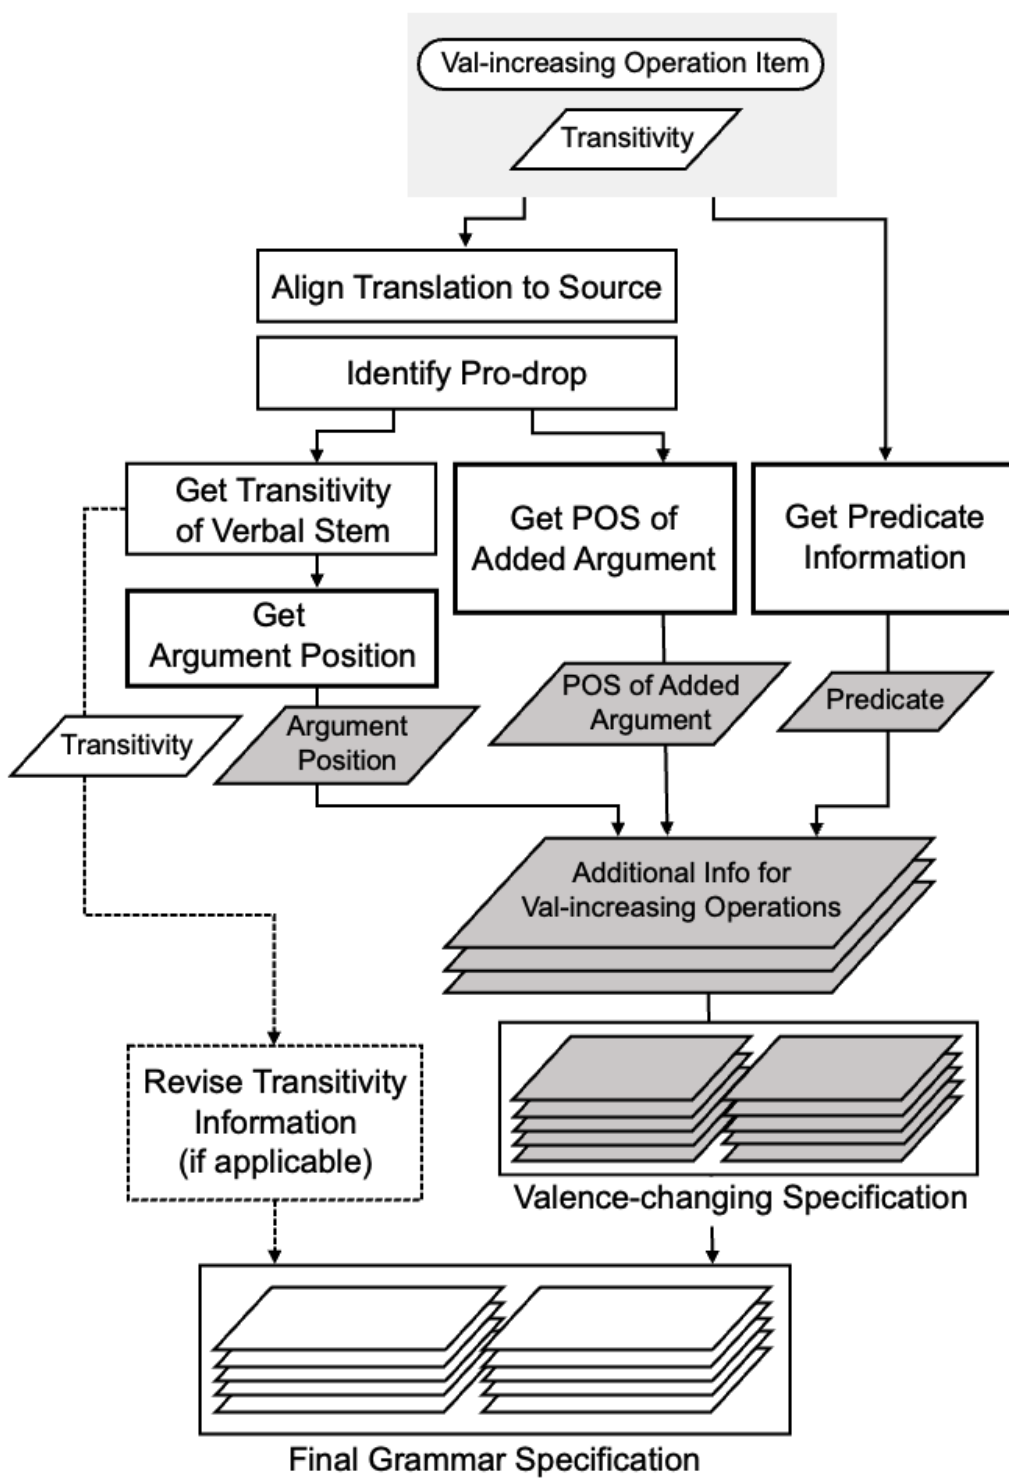 Val-increasing Operation Item
Transitivity
Align Translation to Source
Identify Pro-drop
Get Transitivity
of Verbal Stem
Get POS of
Added Argument
Get Predicate
Information
Get
Argument Position
POS of Added
Argument
Predicate
Transitivity
Argument
Position
Additional Info for
Val-increasing Operations
Revise Transitivity
Information
(if applicable)
Valence-changing Specification
Final Grammar Specification